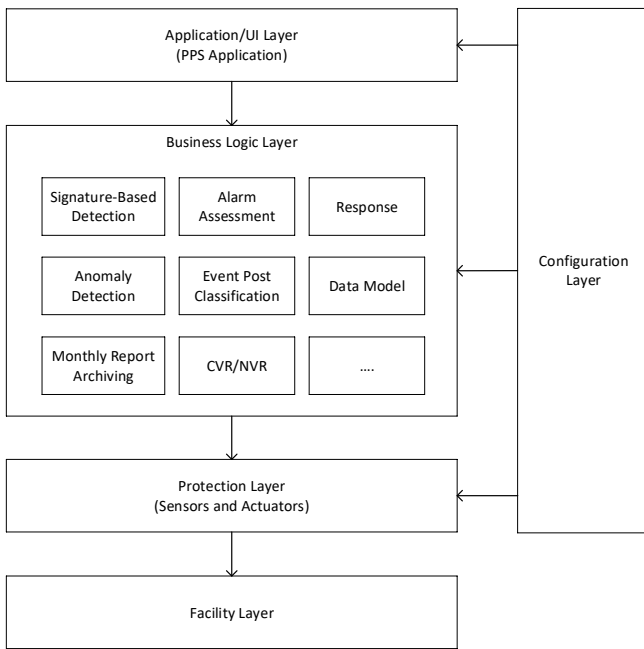 Application/UI Layer
(PPS Application)
Business Logic Layer
Signature-Based
Detection
Alarm
Assessment
Response
Anomaly
Detection
Event Post
Classification
Data Model
Monthly Report
Archiving
CVR/NVR
....
Configuration
Layer
Protection Layer
(Sensors and Actuators)
Facility Layer